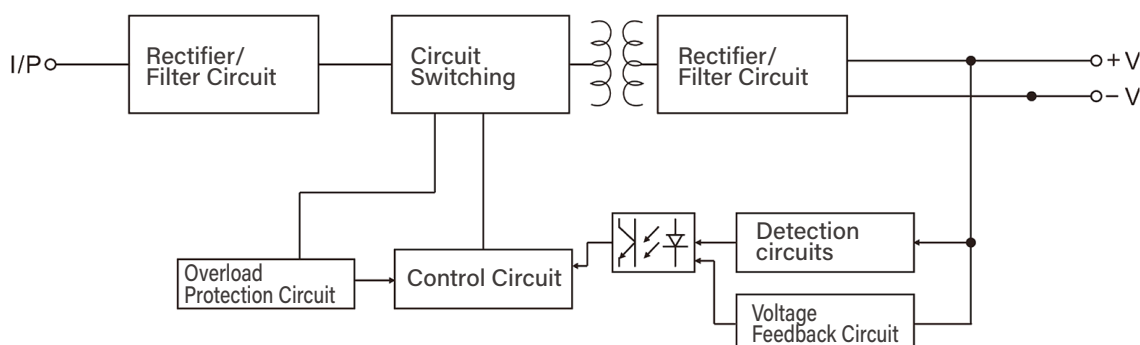 I/P
Rectifier/
Filter Circuit
Circuit
Switching
Rectifier/
Filter Circuit
+ V
− V
Detection
circuits
Overload
Protection Circuit
Control Circuit
Voltage
Feedback Circuit